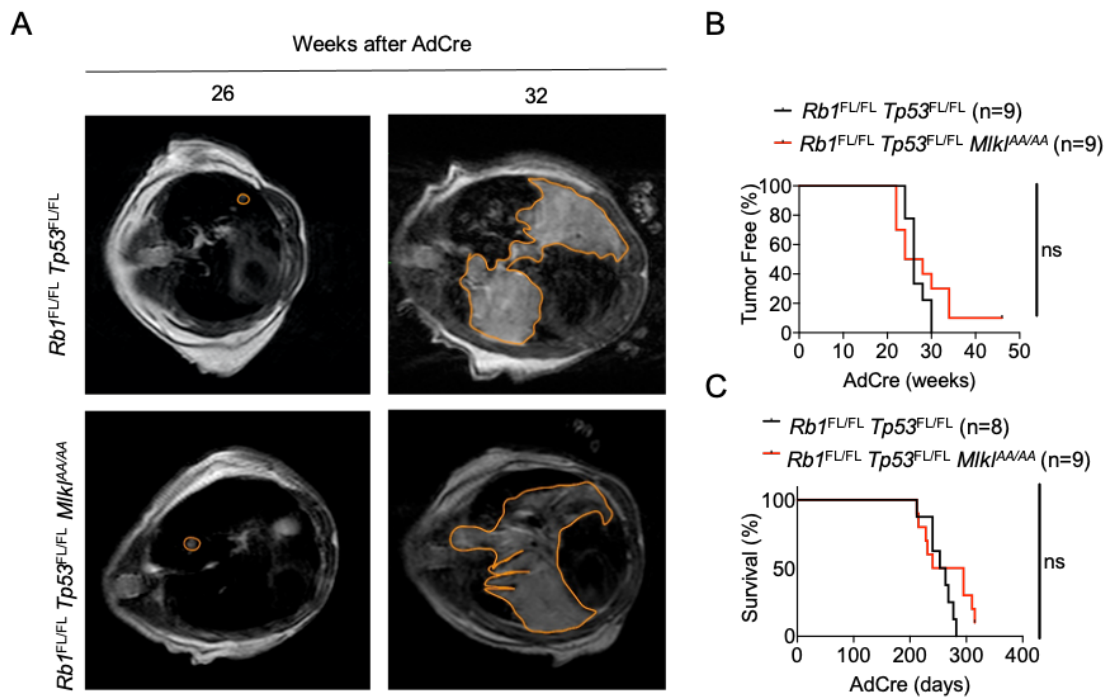 A
Weeks after AdCre
26
32
Rb1FL/FL Tp53FL/FL
Rb1FL/FL Tp53FL/FL MlklAA/AA
B
Rb1FL/FL Tp53FL/FL (n=9)
Rb1FL/FL Tp53FL/FL MlklAA/AA (n=9)
Tumor Free (%)
100
80
60
40
20
0
0 10 20 30 40 50
AdCre (weeks)
ns
C
Rb1FL/FL Tp53FL/FL (n=8)
Rb1FL/FL Tp53FL/FL MlklAA/AA (n=9)
Survival (%)
100
50
0
0 100 200 300 400
AdCre (days)
ns